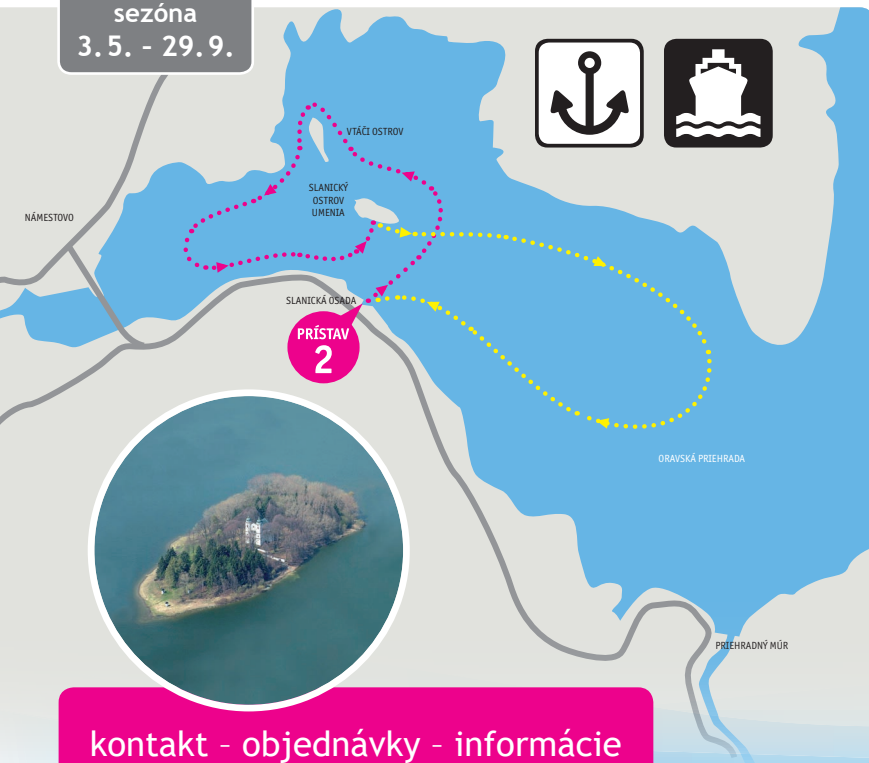 sezóna
3. 5. - 29. 9.
VTÁČI OSTROV
SLANICKÝ
OSTROV
UMENIA
NÁMESTOVO
SLANICKÁ OSADA
PRÍSTAV
2
ORAVSKÁ PRIEHRADA
PRIEHRADNÝ MÚR
kontakt - objednávky - informácie